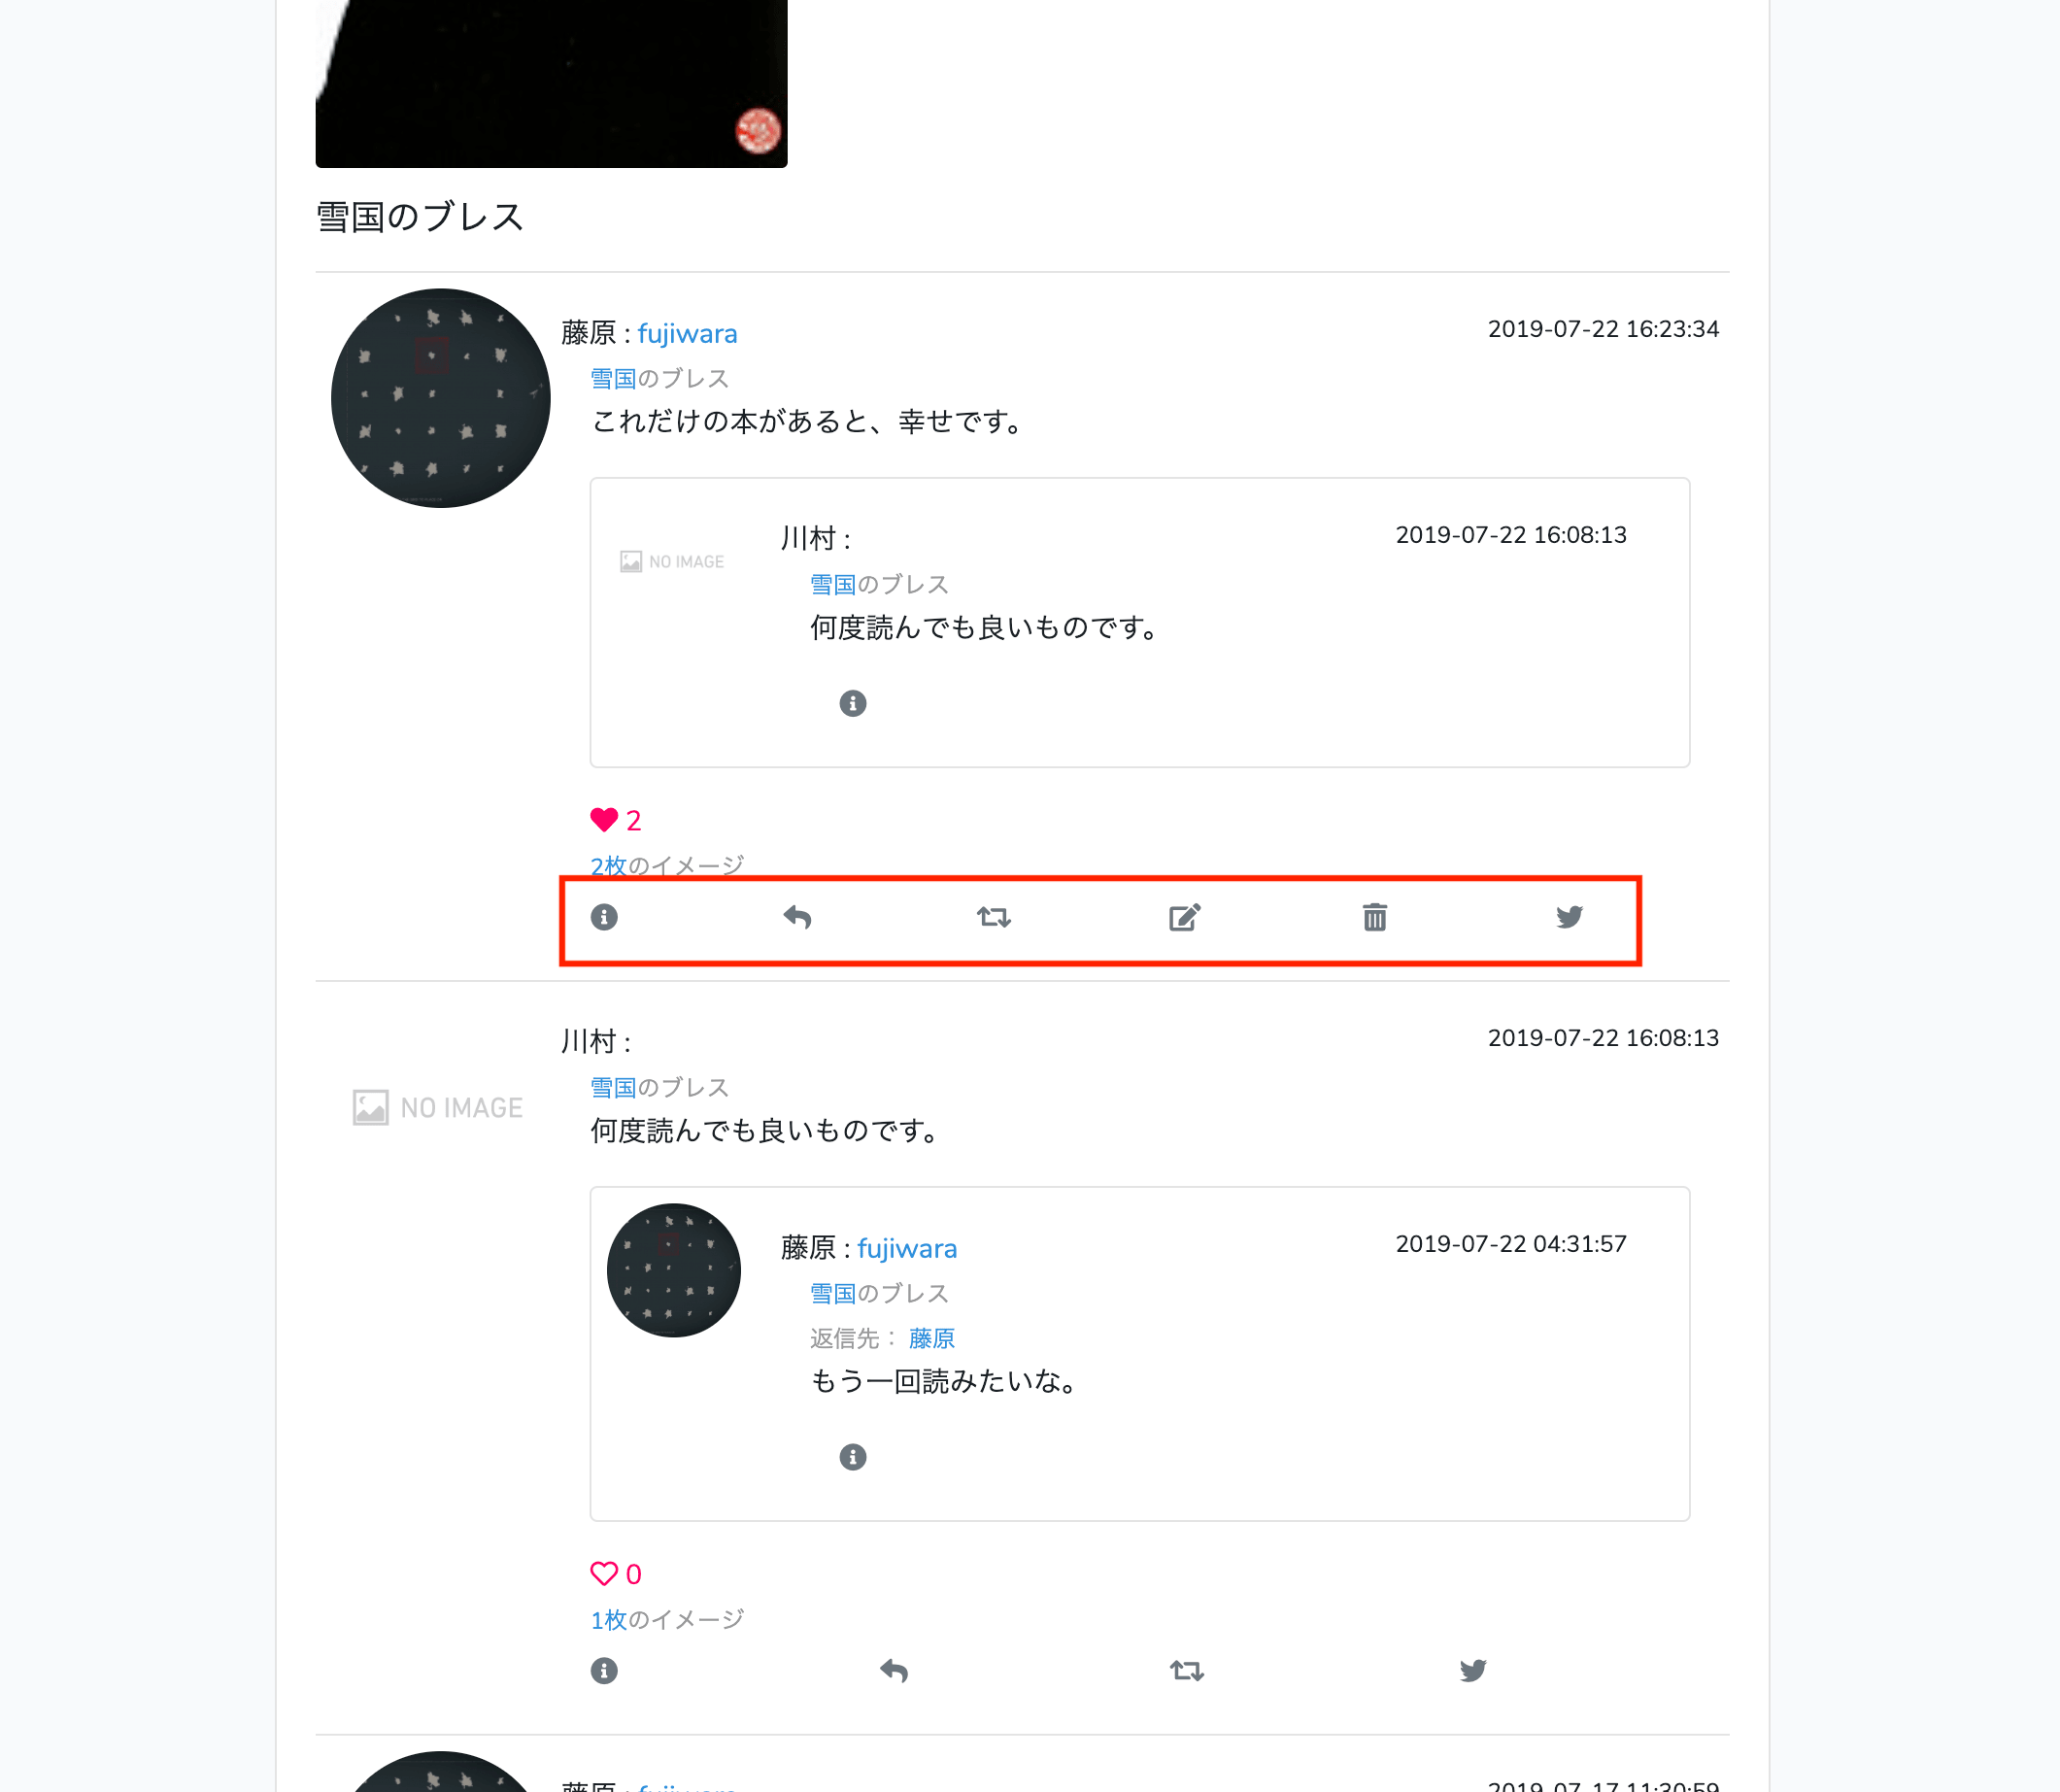 雪国のブレス
藤原 : fujiwara
2019-07-22 16:23:34
雪国のブレス
これだけの本があると、幸せです。
NO IMAGE
川村 :
2019-07-22 16:08:13
雪国のブレス
何度読んでも良いものです。
2
2枚のイメージ
川村 :
2019-07-22 16:08:13
NO IMAGE
雪国のブレス
何度読んでも良いものです。
藤原 : fujiwara
2019-07-22 04:31:57
雪国のブレス
返信先： 藤原
もう一回読みたいな。
0
1枚のイメージ
藤原 : fujiwara
2019-07-17 11:30:59